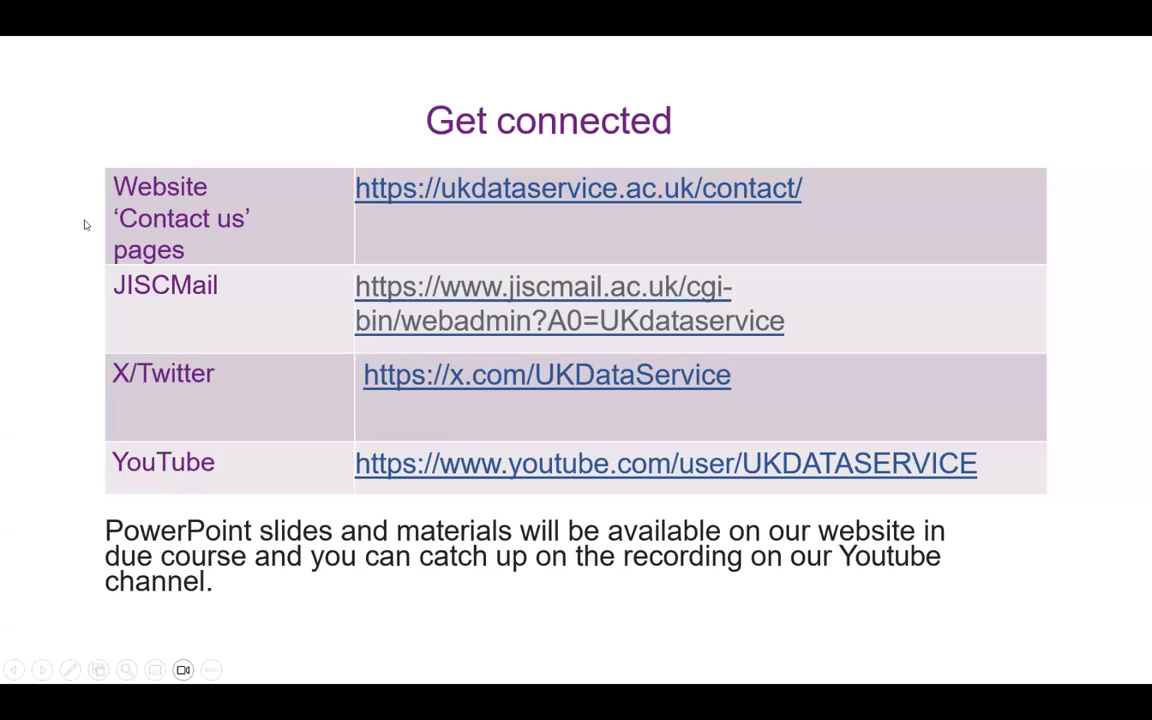 Get connected
Website
‘Contact us’
pages
https://ukdataservice.ac.uk/contact/
JISCMail
https://www.jiscmail.ac.uk/cgi-
bin/webadmin?A0=UKdataservice
X/Twitter
https://x.com/UKDataService
YouTube
https://www.youtube.com/user/UKDATASERVICE
PowerPoint slides and materials will be available on our website in
due course and you can catch up on the recording on our Youtube
channel.